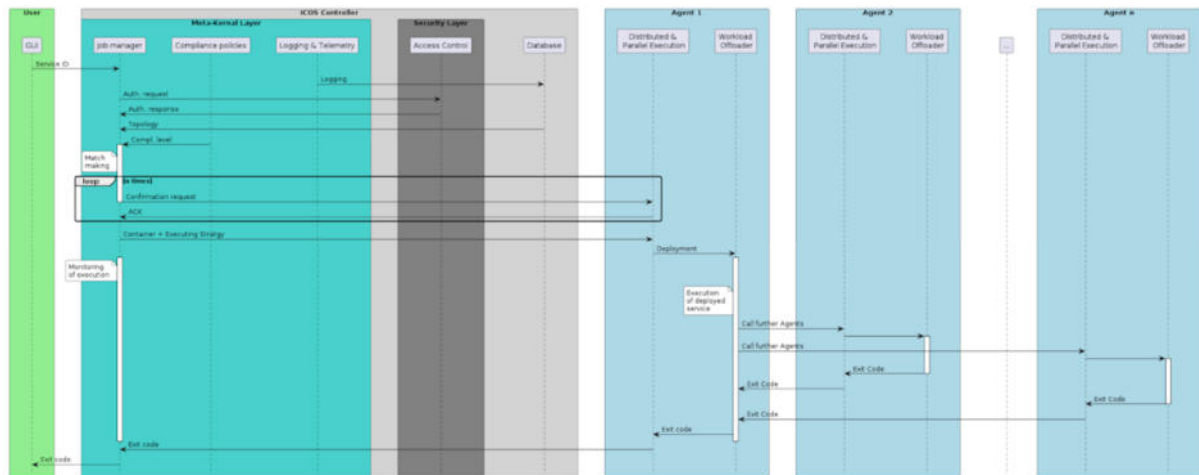 User
ICOS Controller
Agent 1
Agent 2
Agent n
Meta-Kernel Layer
Security Layer
GUI
Job manager
Compliance policies
Logging & Telemetry
Access Control
Database
Distributed &
Parallel Execution
Workload
Offloader
Distributed &
Parallel Execution
Workload
Offloader
...
Distributed &
Parallel Execution
Workload
Offloader
Service ID
Logging
Auth. request
Auth. response
Topology
Compl. level
Match
making
loop
[n times]
Confirmation request
ACK
Container + Executing Stratgy
Deployment
Monitoring
of execution
Execution
of deployed
service
Call further Agents
Call further Agents
Exit Code
Exit Code
Exit Code
Exit Code
Exit code
Exit code
Exit code